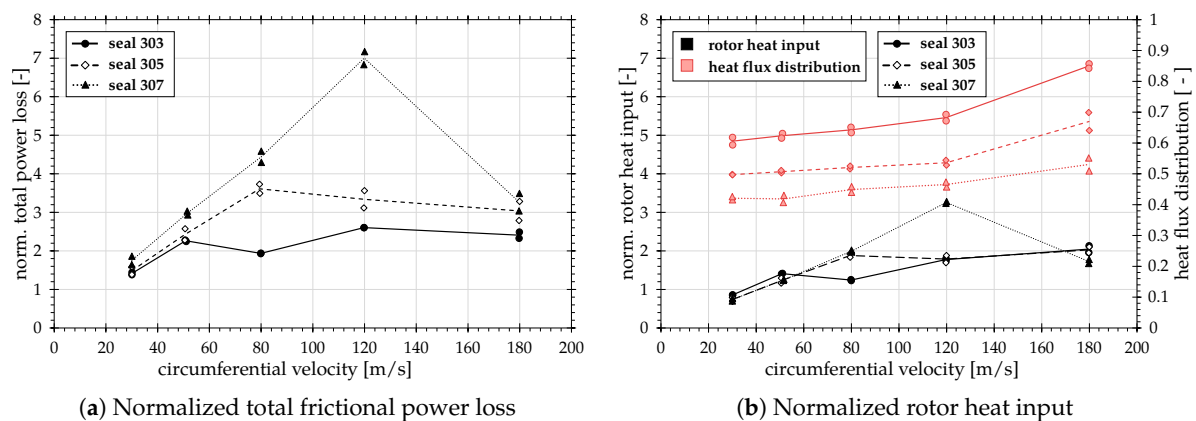 8
7
6
5
4
3
2
1
0
norm. total power loss [-]
seal 303
seal 305
seal 307
0 20 40 60 80 100 120 140 160 180 200
circumferential velocity [m/s]
(a) Normalized total frictional power loss
8
7
6
5
4
3
2
1
0
norm. rotor heat input [-]
rotor heat input
heat flux distribution
seal 303
seal 305
seal 307
1
0.9
0.8
0.7
0.6
0.5
0.4
0.3
0.2
0.1
0
heat flux distribution [ - ]
0 20 40 60 80 100 120 140 160 180 200
circumferential velocity [m/s]
(b) Normalized rotor heat input